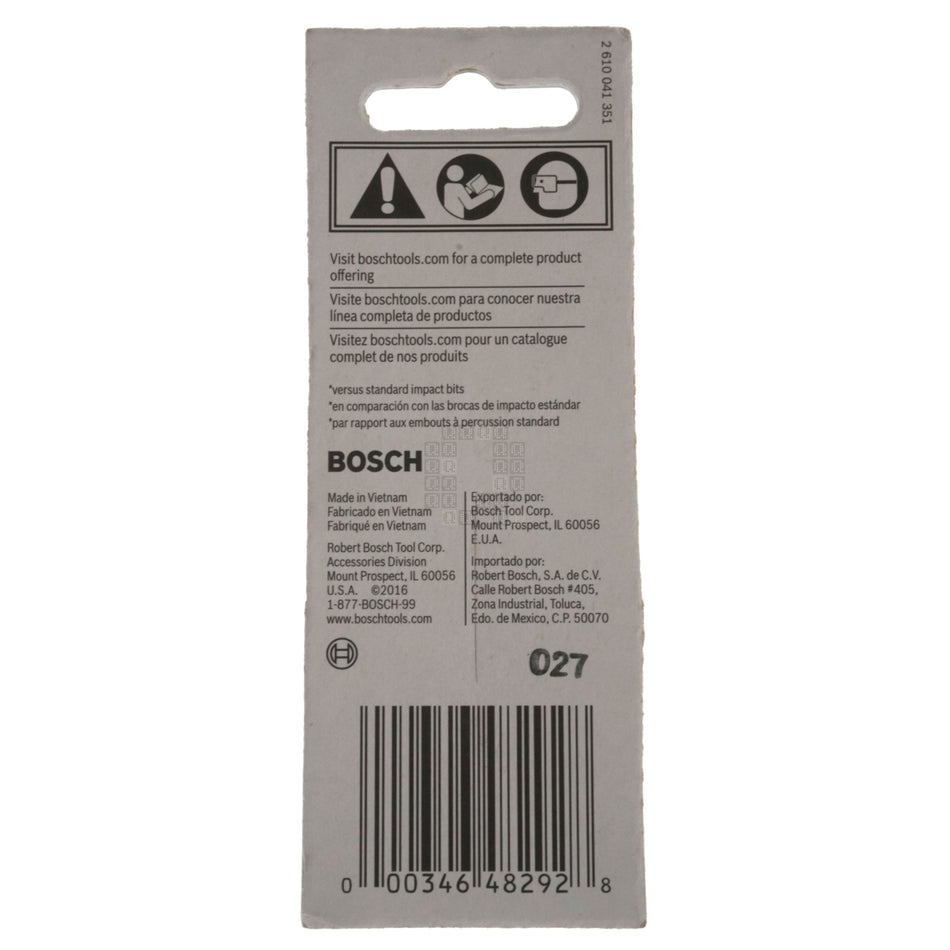 2 610 041 351
Visit boschtools.com for a complete product
offering
Visite boschtools.com para conocer nuestra
línea completa de productos
Visitez boschtools.com pour un catalogue
complet de nos produits
*versus standard impact bits
*en comparación con las brocas de impacto estándar
*par rapport aux embouts à percussion standard
BOSCH
Made in Vietnam
Fabricado en Vietnam
Fabriqué en Vietnam
Robert Bosch Tool Corp.
Accessories Division
Mount Prospect, IL 60056
U.S.A. ©2016
1-877-BOSCH-99
www.boschtools.com
Exportado por:
Bosch Tool Corp.
Mount Prospect, IL 60056
E.U.A.
Importado por:
Robert Bosch, S.A. de C.V.
Calle Robert Bosch #405,
Zona Industrial, Toluca,
Edo. de Mexico, C.P. 50070
027
0 00346 48292 8